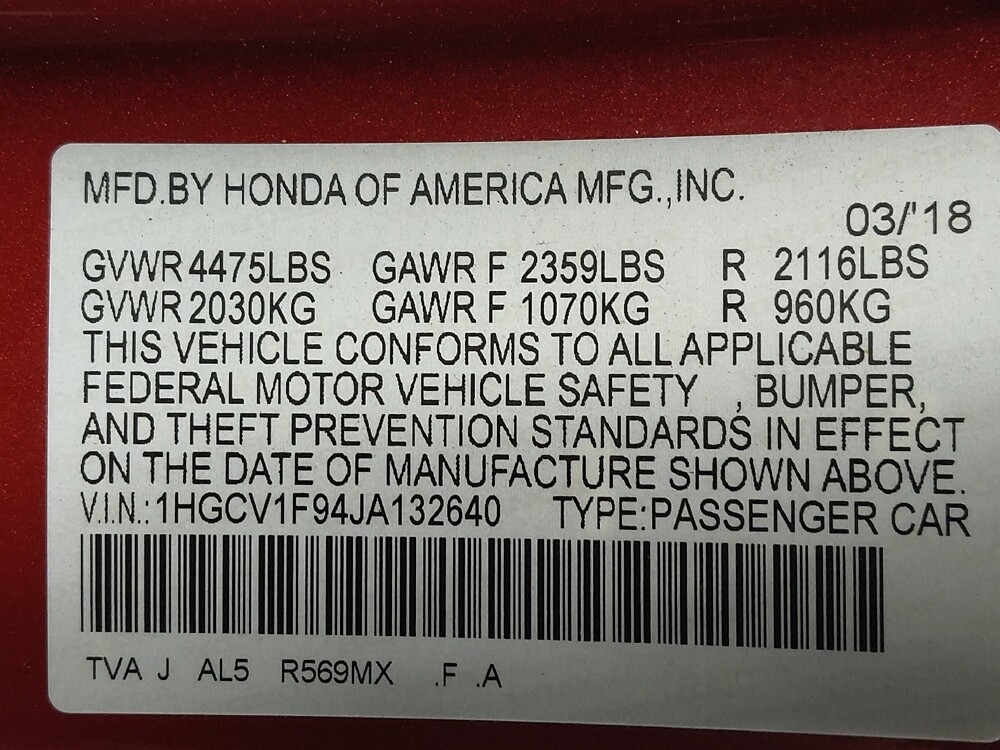 MFD.BY HONDA OF AMERICA MFG.,INC.
03/'18
GVWR 4475LBS GAWR F 2359LBS R 2116LBS
GVWR 2030KG GAWR F 1070KG R 960KG
THIS VEHICLE CONFORMS TO ALL APPLICABLE
FEDERAL MOTOR VEHICLE SAFETY , BUMPER,
AND THEFT PREVENTION STANDARDS IN EFFECT
ON THE DATE OF MANUFACTURE SHOWN ABOVE.
V.I.N.: 1HGCV1F94JA132640 TYPE:PASSENGER CAR
TVA J AL5 R569MX .F .A